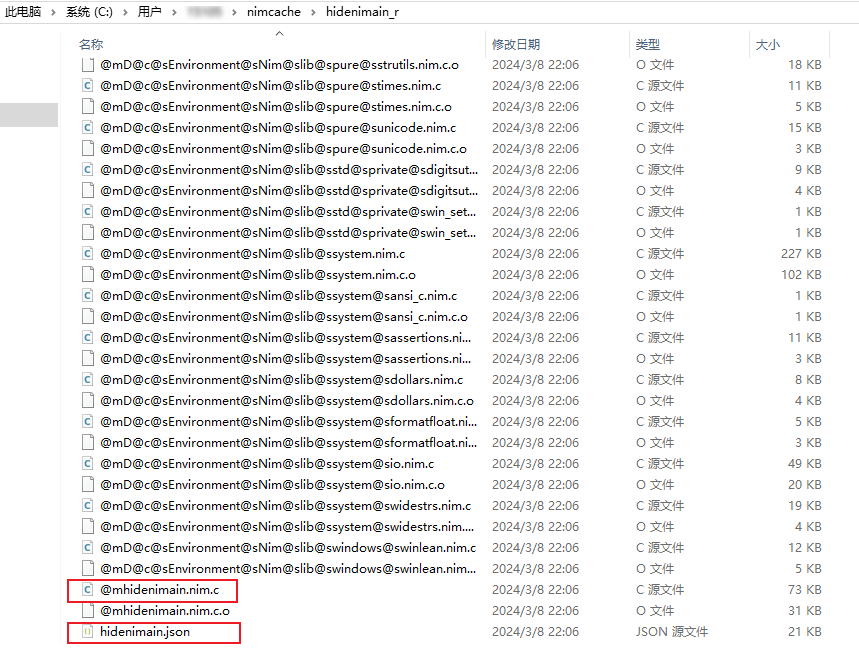 此电脑 > 系统 (C:) > 用户 > > nimcache > hidenimain_r
名称 修改日期 类型 大小
@mD@c@sEnvironment@sNim@slib@spure@sstrutils.nim.c.o 2024/3/8 22:06 O 文件 18 KB
@mD@c@sEnvironment@sNim@slib@spure@stimes.nim.c 2024/3/8 22:06 C 源文件 11 KB
@mD@c@sEnvironment@sNim@slib@spure@stimes.nim.c.o 2024/3/8 22:06 O 文件 5 KB
@mD@c@sEnvironment@sNim@slib@spure@sunicode.nim.c 2024/3/8 22:06 C 源文件 15 KB
@mD@c@sEnvironment@sNim@slib@spure@sunicode.nim.c.o 2024/3/8 22:06 O 文件 3 KB
@mD@c@sEnvironment@sNim@slib@sstd@sprivate@sdigitsut... 2024/3/8 22:06 C 源文件 9 KB
@mD@c@sEnvironment@sNim@slib@sstd@sprivate@sdigitsut... 2024/3/8 22:06 O 文件 4 KB
@mD@c@sEnvironment@sNim@slib@sstd@sprivate@swin_set... 2024/3/8 22:06 C 源文件 1 KB
@mD@c@sEnvironment@sNim@slib@sstd@sprivate@swin_set... 2024/3/8 22:06 O 文件 1 KB
@mD@c@sEnvironment@sNim@slib@ssystem.nim.c 2024/3/8 22:06 C 源文件 227 KB
@mD@c@sEnvironment@sNim@slib@ssystem.nim.c.o 2024/3/8 22:06 O 文件 102 KB
@mD@c@sEnvironment@sNim@slib@ssystem@sansi_c.nim.c 2024/3/8 22:06 C 源文件 1 KB
@mD@c@sEnvironment@sNim@slib@ssystem@sansi_c.nim.c.o 2024/3/8 22:06 O 文件 1 KB
@mD@c@sEnvironment@sNim@slib@ssystem@sassertions.ni... 2024/3/8 22:06 C 源文件 11 KB
@mD@c@sEnvironment@sNim@slib@ssystem@sassertions.ni... 2024/3/8 22:06 O 文件 3 KB
@mD@c@sEnvironment@sNim@slib@ssystem@sdollars.nim.c 2024/3/8 22:06 C 源文件 8 KB
@mD@c@sEnvironment@sNim@slib@ssystem@sdollars.nim.c.o 2024/3/8 22:06 O 文件 4 KB
@mD@c@sEnvironment@sNim@slib@ssystem@sformatfloat.ni... 2024/3/8 22:06 C 源文件 5 KB
@mD@c@sEnvironment@sNim@slib@ssystem@sformatfloat.ni... 2024/3/8 22:06 O 文件 3 KB
@mD@c@sEnvironment@sNim@slib@ssystem@sio.nim.c 2024/3/8 22:06 C 源文件 49 KB
@mD@c@sEnvironment@sNim@slib@ssystem@sio.nim.c.o 2024/3/8 22:06 O 文件 20 KB
@mD@c@sEnvironment@sNim@slib@ssystem@swidestrs.nim.c 2024/3/8 22:06 C 源文件 19 KB
@mD@c@sEnvironment@sNim@slib@ssystem@swidestrs.nim.... 2024/3/8 22:06 O 文件 4 KB
@mD@c@sEnvironment@sNim@slib@swindows@swinlean.nim.c 2024/3/8 22:06 C 源文件 12 KB
@mD@c@sEnvironment@sNim@slib@swindows@swinlean.nim... 2024/3/8 22:06 O 文件 5 KB
@mhidenimain.nim.c 2024/3/8 22:06 C 源文件 73 KB
@mhidenimain.nim.c.o 2024/3/8 22:06 O 文件 31 KB
hidenimain.json 2024/3/8 22:06 JSON 源文件 21 KB